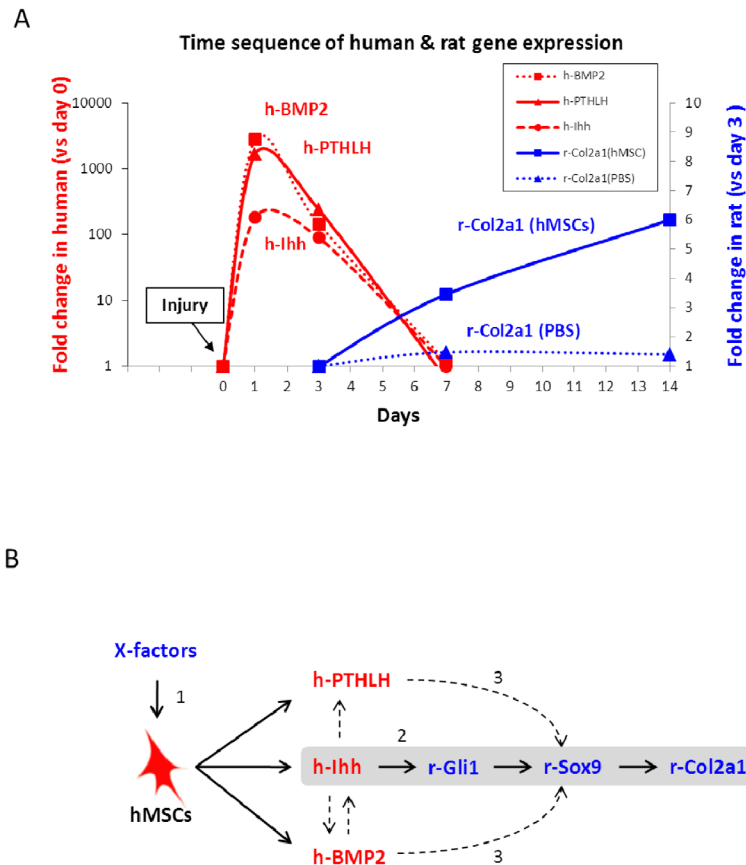 A
Time sequence of human & rat gene expression
Fold change in human (vs day 0)
10000
1000
100
10
1
h-BMP2
h-PTHLH
h-Ihh
r-Col2a1(hMSC)
r-Col2a1(PBS)
h-BMP2
h-PTHLH
h-Ihh
Injury
r-Col2a1 (hMSCs)
r-Col2a1 (PBS)
10
9
8
7
6
5
4
3
2
1
Fold change in rat (vs day 3 )
0 1 2 3 4 5 6 7 8 9 10 11 12 13 14
Days
B
X-factors
1
hMSCs
h-PTHLH
3
2
h-Ihh
r-Gli1
r-Sox9
r-Col2a1
h-BMP2
3